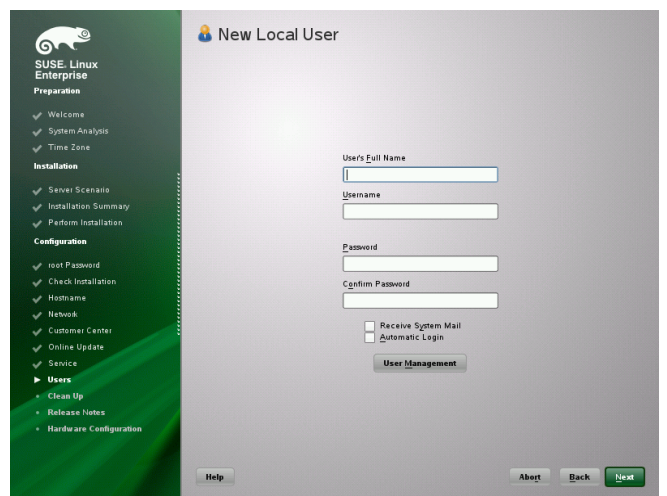 SUSE. Linux
Enterprise
Preparation
Welcome
System Analysis
Time Zone
Installation
Server Scenario
Installation Summary
Perform Installation
Configuration
root Password
Check Installation
Hostname
Network
Customer Center
Online Update
Service
Users
Clean Up
Release Notes
Hardware Configuration
New Local User
User's Full Name
Username
Password
Confirm Password
Receive System Mail
Automatic Login
User Management
Help
Abort
Back
Next